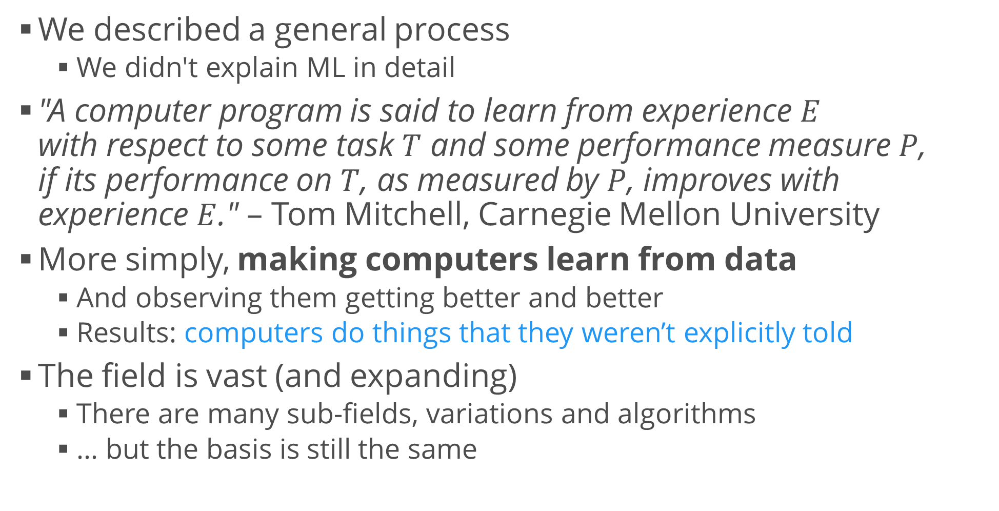 ▪ We described a general process
▪ We didn't explain ML in detail
▪ "A computer program is said to learn from experience E
with respect to some task T and some performance measure P,
if its performance on T, as measured by P, improves with
experience E." – Tom Mitchell, Carnegie Mellon University
▪ More simply, making computers learn from data
▪ And observing them getting better and better
▪ Results: computers do things that they weren’t explicitly told
▪ The field is vast (and expanding)
▪ There are many sub-fields, variations and algorithms
▪ … but the basis is still the same